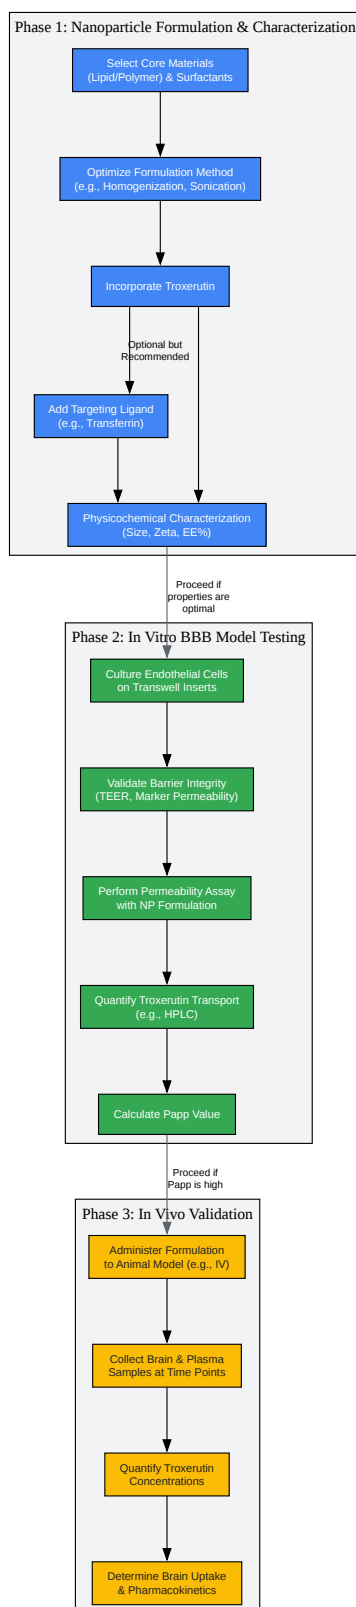 Phase 1: Nanoparticle Formulation & Characterization
Select Core Materials
(Lipid/Polymer) & Surfactants
Optimize Formulation Method
(e.g., Homogenization, Sonication)
Incorporate Troxerutin
Optional but
Recommended
Add Targeting Ligand
(e.g., Transferrin)
Physicochemical Characterization
(Size, Zeta, EE%)
Proceed if
properties are
optimal
Phase 2: In Vitro BBB Model Testing
Culture Endothelial Cells
on Transwell Inserts
Validate Barrier Integrity
(TEER, Marker Permeability)
Perform Permeability Assay
with NP Formulation
Quantify Troxerutin Transport
(e.g., HPLC)
Calculate Papp Value
Proceed if
Papp is high
Phase 3: In Vivo Validation
Administer Formulation
to Animal Model (e.g., IV)
Collect Brain & Plasma
Samples at Time Points
Quantify Troxerutin
Concentrations
Determine Brain Uptake
& Pharmacokinetics